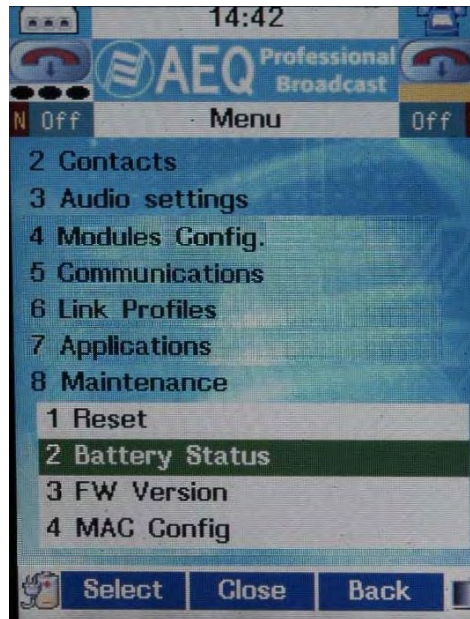 14:42
AEQ Professional
Broadcast
N Off Menu Off
2 Contacts
3 Audio settings
4 Modules Config.
5 Communications
6 Link Profiles
7 Applications
8 Maintenance
1 Reset
2 Battery Status
3 FW Version
4 MAC Config
Select Close Back